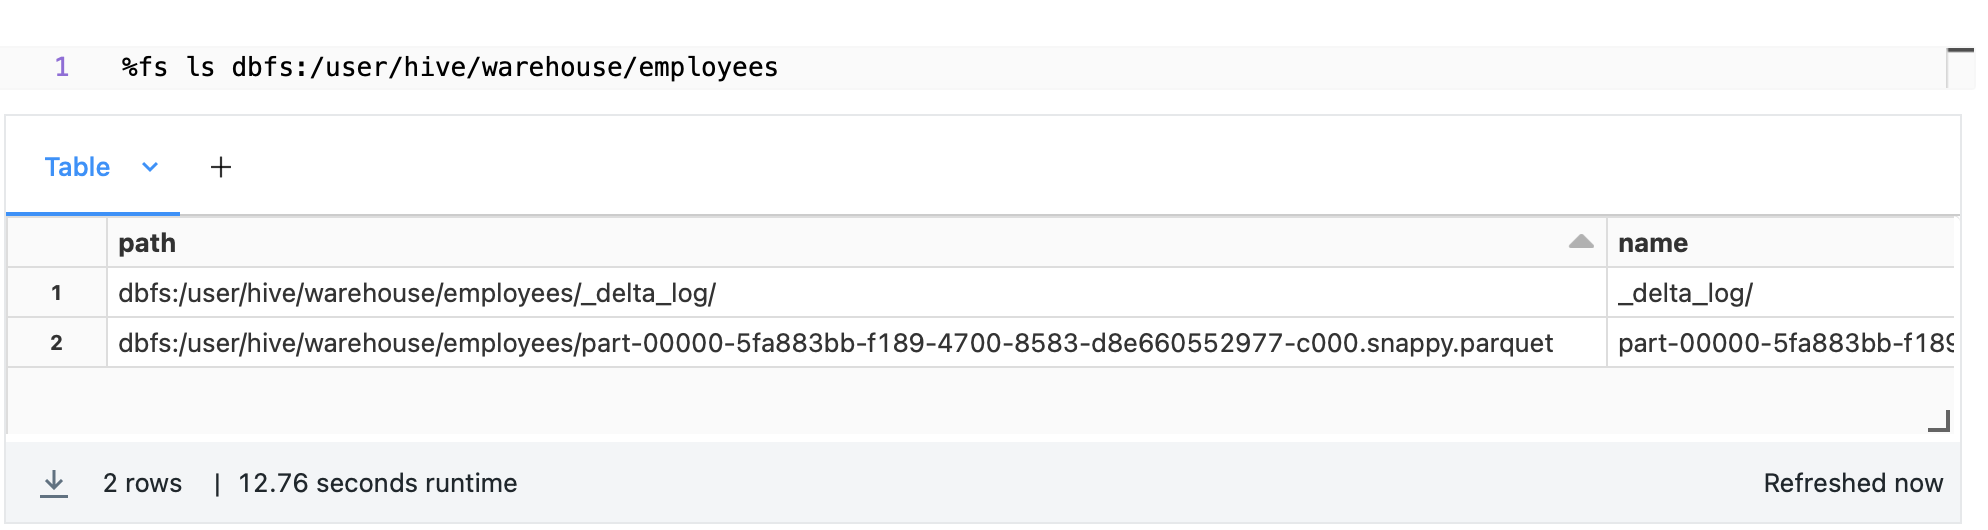 1 %fs ls dbfs:/user/hive/warehouse/employees
Table +
path name
1 dbfs:/user/hive/warehouse/employees/_delta_log/ _delta_log/
2 dbfs:/user/hive/warehouse/employees/part-00000-5fa883bb-f189-4700-8583-d8e660552977-c000.snappy.parquet part-00000-5fa883bb-f189
2 rows | 12.76 seconds runtime Refreshed now